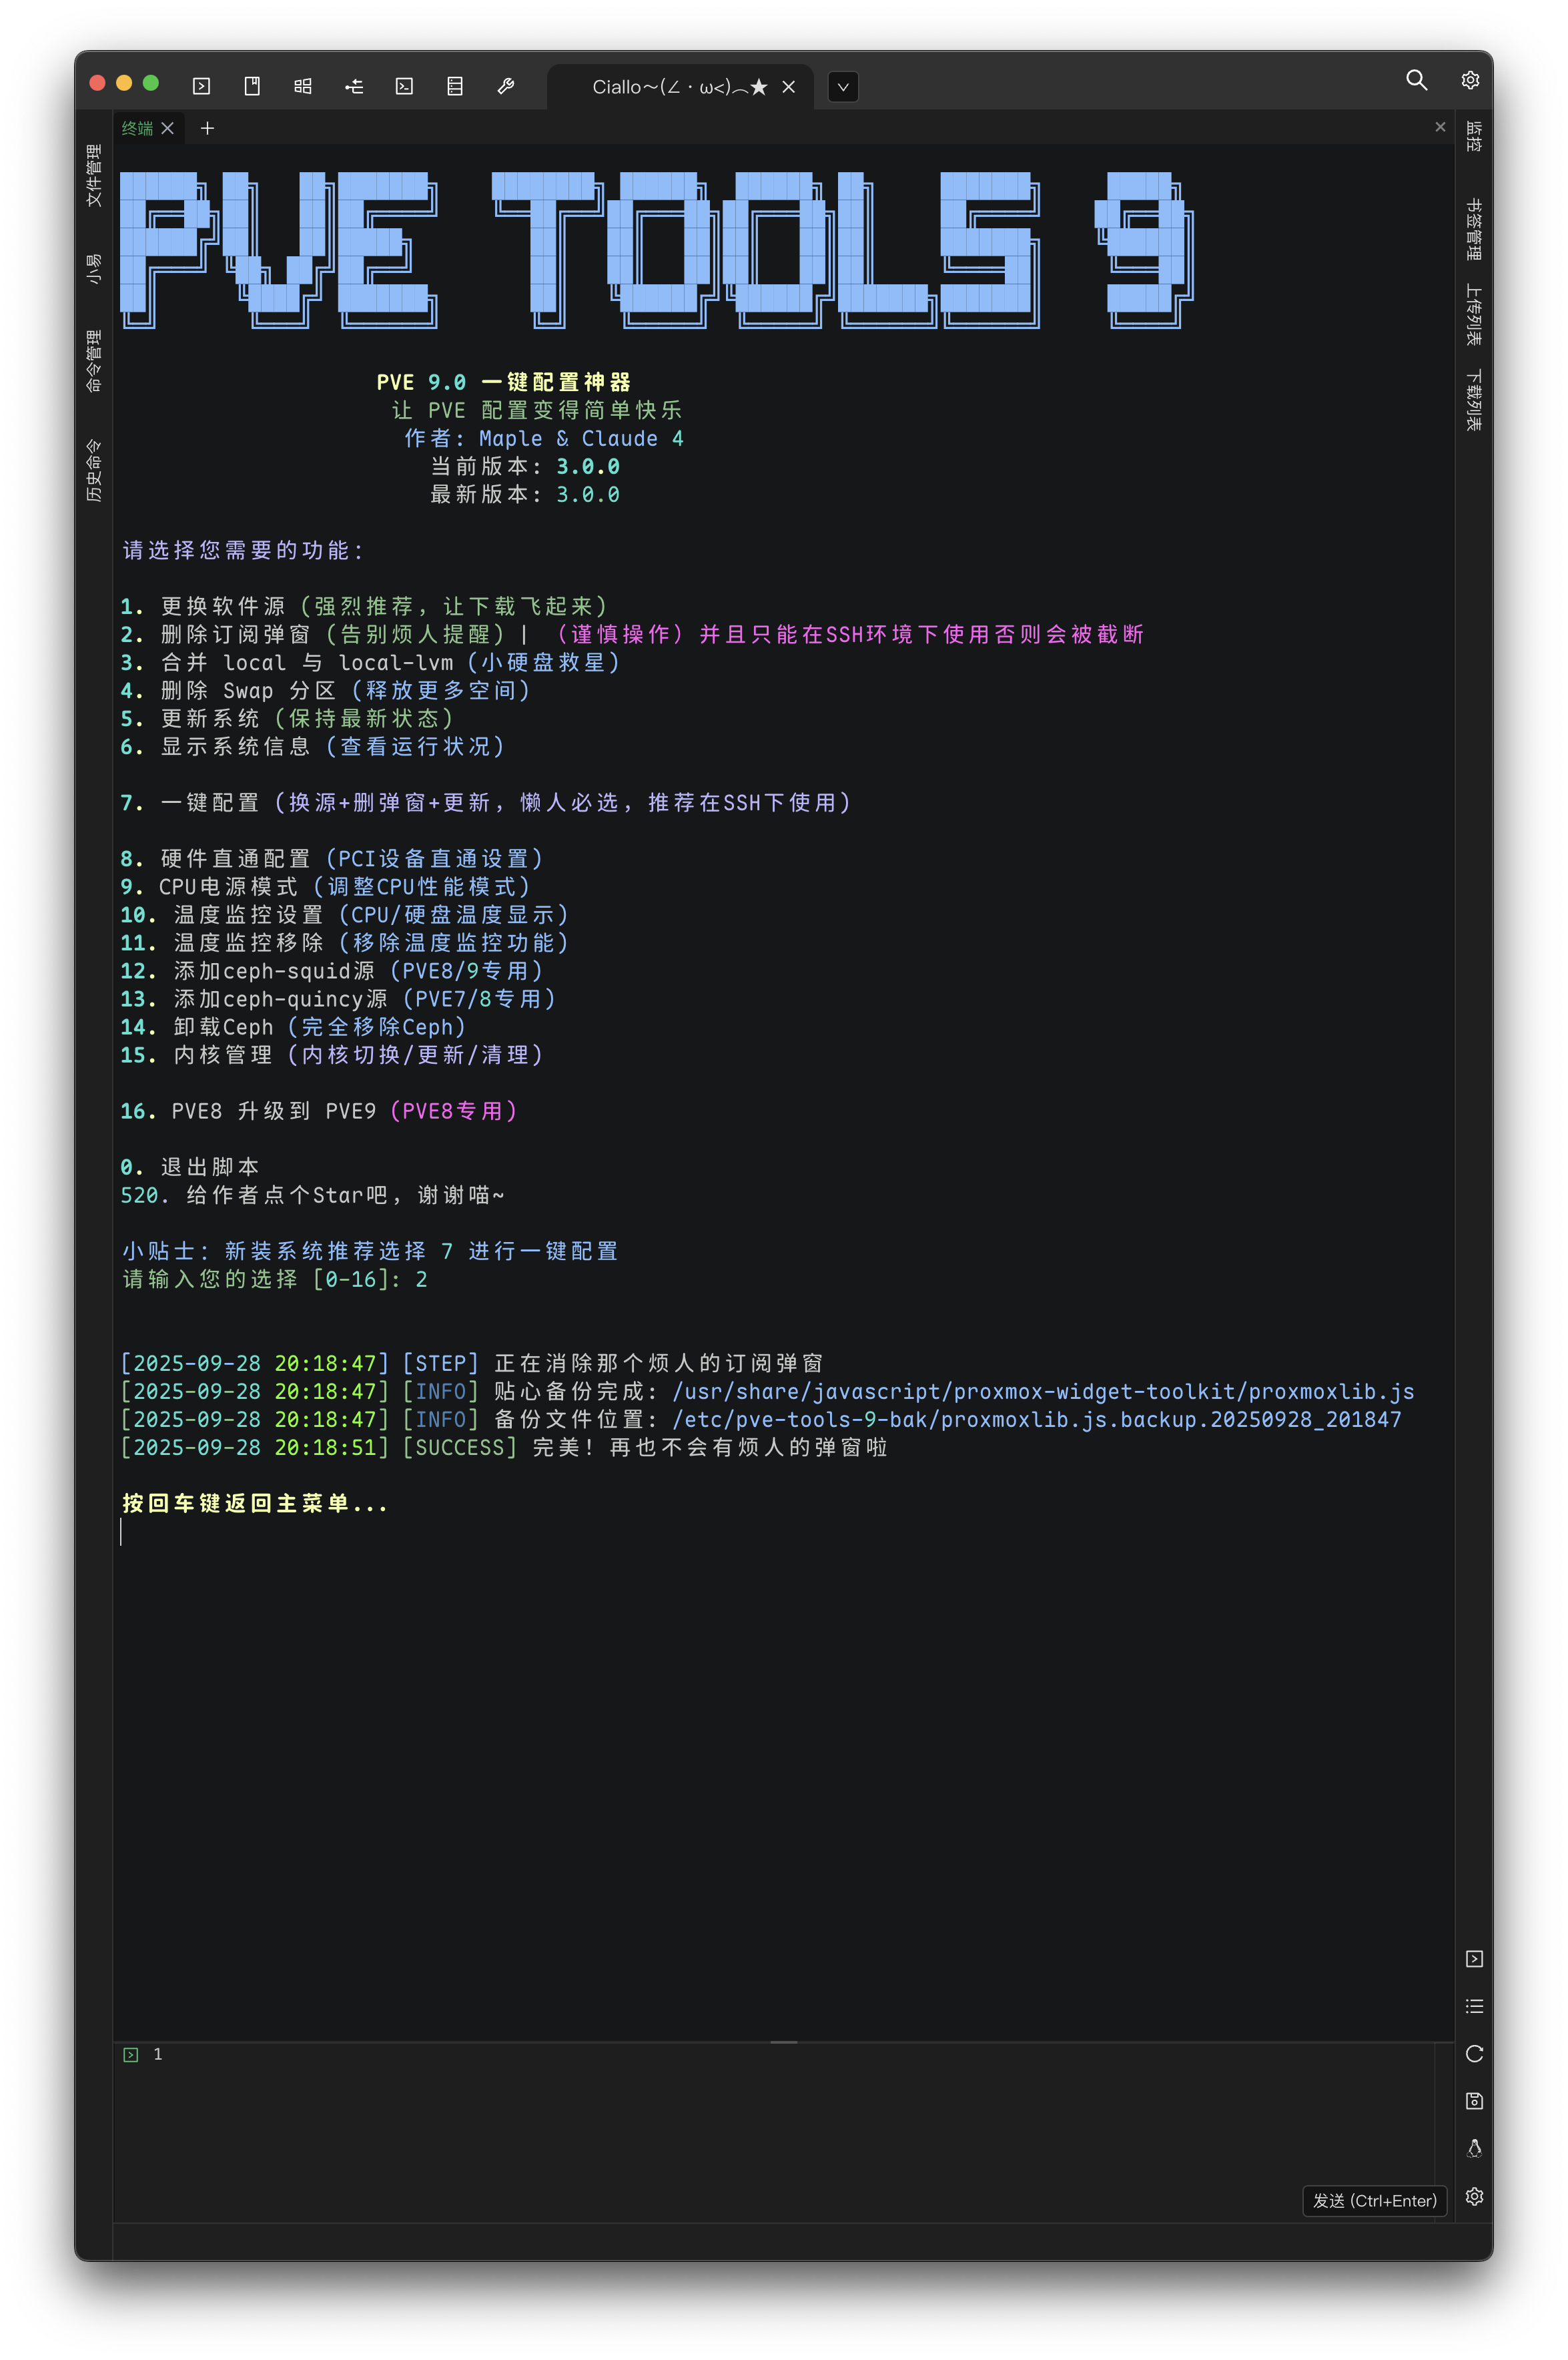 Ciallo～(∠・ω<)⌒★
终端
文件管理
小易
命令管理
历史命令
监控
书签管理
上传列表
下载列表
PVE TOOLS 9
PVE 9.0 一键配置神器
让 PVE 配置变得简单快乐
作者: Maple & Claude 4
当前版本: 3.0.0
最新版本: 3.0.0
请选择您需要的功能:
1. 更换软件源 (强烈推荐，让下载飞起来)
2. 删除订阅弹窗 (告别烦人提醒) | （谨慎操作）并且只能在SSH环境下使用否则会被截断
3. 合并 local 与 local-lvm (小硬盘救星)
4. 删除 Swap 分区 (释放更多空间)
5. 更新系统 (保持最新状态)
6. 显示系统信息 (查看运行状况)
7. 一键配置 (换源+删弹窗+更新，懒人必选，推荐在SSH下使用)
8. 硬件直通配置 (PCI设备直通设置)
9. CPU电源模式 (调整CPU性能模式)
10. 温度监控设置 (CPU/硬盘温度显示)
11. 温度监控移除 (移除温度监控功能)
12. 添加ceph-squid源 (PVE8/9专用)
13. 添加ceph-quincy源 (PVE7/8专用)
14. 卸载Ceph (完全移除Ceph)
15. 内核管理 (内核切换/更新/清理)
16. PVE8 升级到 PVE9 (PVE8专用)
0. 退出脚本
520. 给作者点个Star吧，谢谢喵~
小贴士: 新装系统推荐选择 7 进行一键配置
请输入您的选择 [0-16]: 2
[2025-09-28 20:18:47] [STEP] 正在消除那个烦人的订阅弹窗
[2025-09-28 20:18:47] [INFO] 贴心备份完成: /usr/share/javascript/proxmox-widget-toolkit/proxmoxlib.js
[2025-09-28 20:18:47] [INFO] 备份文件位置: /etc/pve-tools-9-bak/proxmoxlib.js.backup.20250928_201847
[2025-09-28 20:18:51] [SUCCESS] 完美！再也不会有烦人的弹窗啦
按回车键返回主菜单...
1
发送 (Ctrl+Enter)